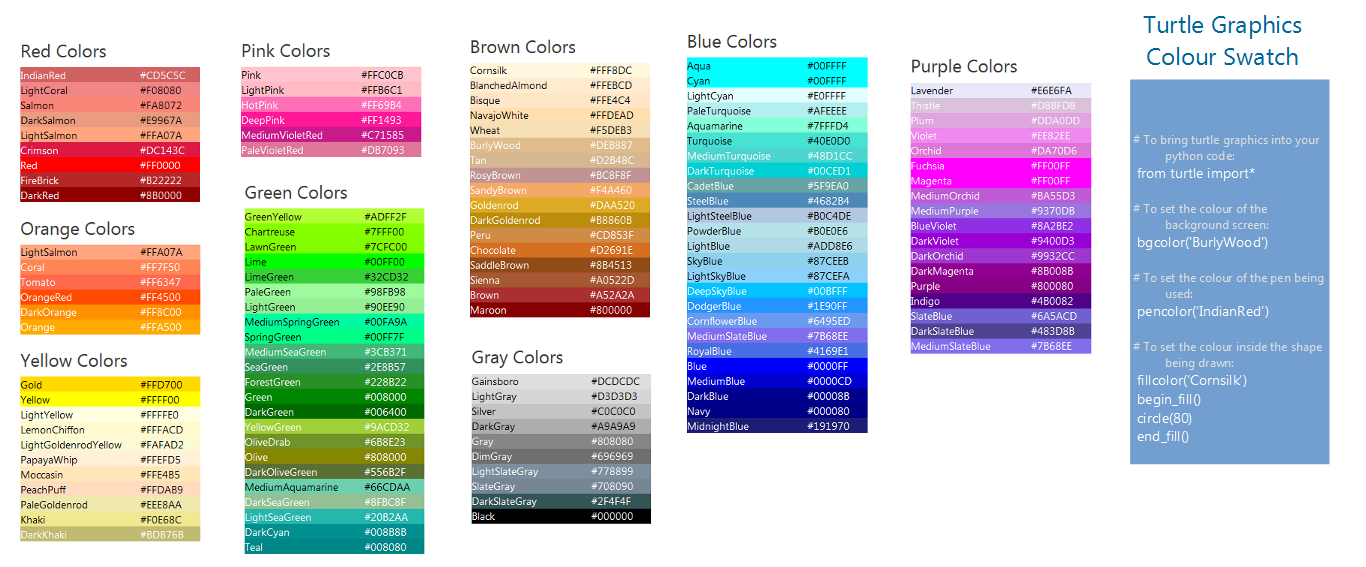 Turtle Graphics
Colour Swatch
Red Colors
IndianRed #CD5C5C
LightCoral #F08080
Salmon #FA8072
DarkSalmon #E9967A
LightSalmon #FFA07A
Crimson #DC143C
Red #FF0000
FireBrick #B22222
DarkRed #8B0000
Orange Colors
LightSalmon #FFA07A
Coral #FF7F50
Tomato #FF6347
OrangeRed #FF4500
DarkOrange #FF8C00
Orange #FFA500
Yellow Colors
Gold #FFD700
Yellow #FFFF00
LightYellow #FFFFE0
LemonChiffon #FFFACD
LightGoldenrodYellow #FAFAD2
PapayaWhip #FFEFD5
Moccasin #FFE4B5
PeachPuff #FFDAB9
PaleGoldenrod #EEE8AA
Khaki #F0E68C
DarkKhaki #BDB76B
Pink Colors
Pink #FFC0CB
LightPink #FFB6C1
HotPink #FF69B4
DeepPink #FF1493
MediumVioletRed #C71585
PaleVioletRed #DB7093
Green Colors
GreenYellow #ADFF2F
Chartreuse #7FFF00
LawnGreen #7CFC00
Lime #00FF00
LimeGreen #32CD32
PaleGreen #98FB98
LightGreen #90EE90
MediumSpringGreen #00FA9A
SpringGreen #00FF7F
MediumSeaGreen #3CB371
SeaGreen #2E8B57
ForestGreen #228B22
Green #008000
DarkGreen #006400
YellowGreen #9ACD32
OliveDrab #6B8E23
Olive #808000
DarkOliveGreen #556B2F
MediumAquamarine #66CDAA
DarkSeaGreen #8FBC8F
LightSeaGreen #20B2AA
DarkCyan #008B8B
Teal #008080
Brown Colors
Cornsilk #FFF8DC
BlanchedAlmond #FFEBCD
Bisque #FFE4C4
NavajoWhite #FFDEAD
Wheat #F5DEB3
BurlyWood #DEB887
Tan #D2B48C
RosyBrown #BC8F8F
SandyBrown #F4A460
Goldenrod #DAA520
DarkGoldenrod #B8860B
Peru #CD853F
Chocolate #D2691E
SaddleBrown #8B4513
Sienna #A0522D
Brown #A52A2A
Maroon #800000
Gray Colors
Gainsboro #DCDCDC
LightGray #D3D3D3
Silver #C0C0C0
DarkGray #A9A9A9
Gray #808080
DimGray #696969
LightSlateGray #778899
SlateGray #708090
DarkSlateGray #2F4F4F
Black #000000
Blue Colors
Aqua #00FFFF
Cyan #00FFFF
LightCyan #E0FFFF
PaleTurquoise #AFEEEE
Aquamarine #7FFFD4
Turquoise #40E0D0
MediumTurquoise #48D1CC
DarkTurquoise #00CED1
CadetBlue #5F9EA0
SteelBlue #4682B4
LightSteelBlue #B0C4DE
PowderBlue #B0E0E6
LightBlue #ADD8E6
SkyBlue #87CEEB
LightSkyBlue #87CEFA
DeepSkyBlue #00BFFF
DodgerBlue #1E90FF
CornflowerBlue #6495ED
MediumSlateBlue #7B68EE
RoyalBlue #4169E1
Blue #0000FF
MediumBlue #0000CD
DarkBlue #00008B
Navy #000080
MidnightBlue #191970
Purple Colors
Lavender #E6E6FA
Thistle #D8BFD8
Plum #DDA0DD
Violet #EE82EE
Orchid #DA70D6
Fuchsia #FF00FF
Magenta #FF00FF
MediumOrchid #BA55D3
MediumPurple #9370DB
BlueViolet #8A2BE2
DarkViolet #9400D3
DarkOrchid #9932CC
DarkMagenta #8B008B
Purple #800080
Indigo #4B0082
SlateBlue #6A5ACD
DarkSlateBlue #483D8B
MediumSlateBlue #7B68EE
# To bring turtle graphics into your
python code:
from turtle import*
# To set the colour of the
background screen:
bgcolor('BurlyWood')
# To set the colour of the pen being
used:
pencolor('IndianRed')
# To set the colour inside the shape
being drawn:
fillcolor('Cornsilk')
begin_fill()
circle(80)
end_fill()